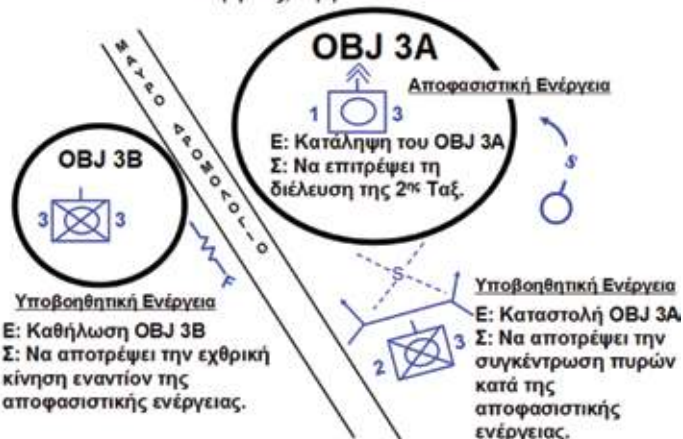 OBJ 3A
Αποφασιστική Ενέργεια
1 3
Ε: Κατάληψη του OBJ 3A
Σ: Να επιτρέψει τη
διέλευση της 2ης Ταξ.
S
ΜΑΥΡΟ ΔΡΟΜΟΛΟΓΙΟ
OBJ 3B
3 3
F
Υποβοηθητική Ενέργεια
Ε: Καθήλωση OBJ 3B
Σ: Να αποτρέψει την εχθρική
κίνηση εναντίον της
αποφασιστικής ενέργειας.
S
2 3
Υποβοηθητική Ενέργεια
Ε: Καταστολή OBJ 3A
Σ: Να αποτρέψει την
συγκέντρωση πυρών
κατά της
αποφασιστικής
ενέργειας.